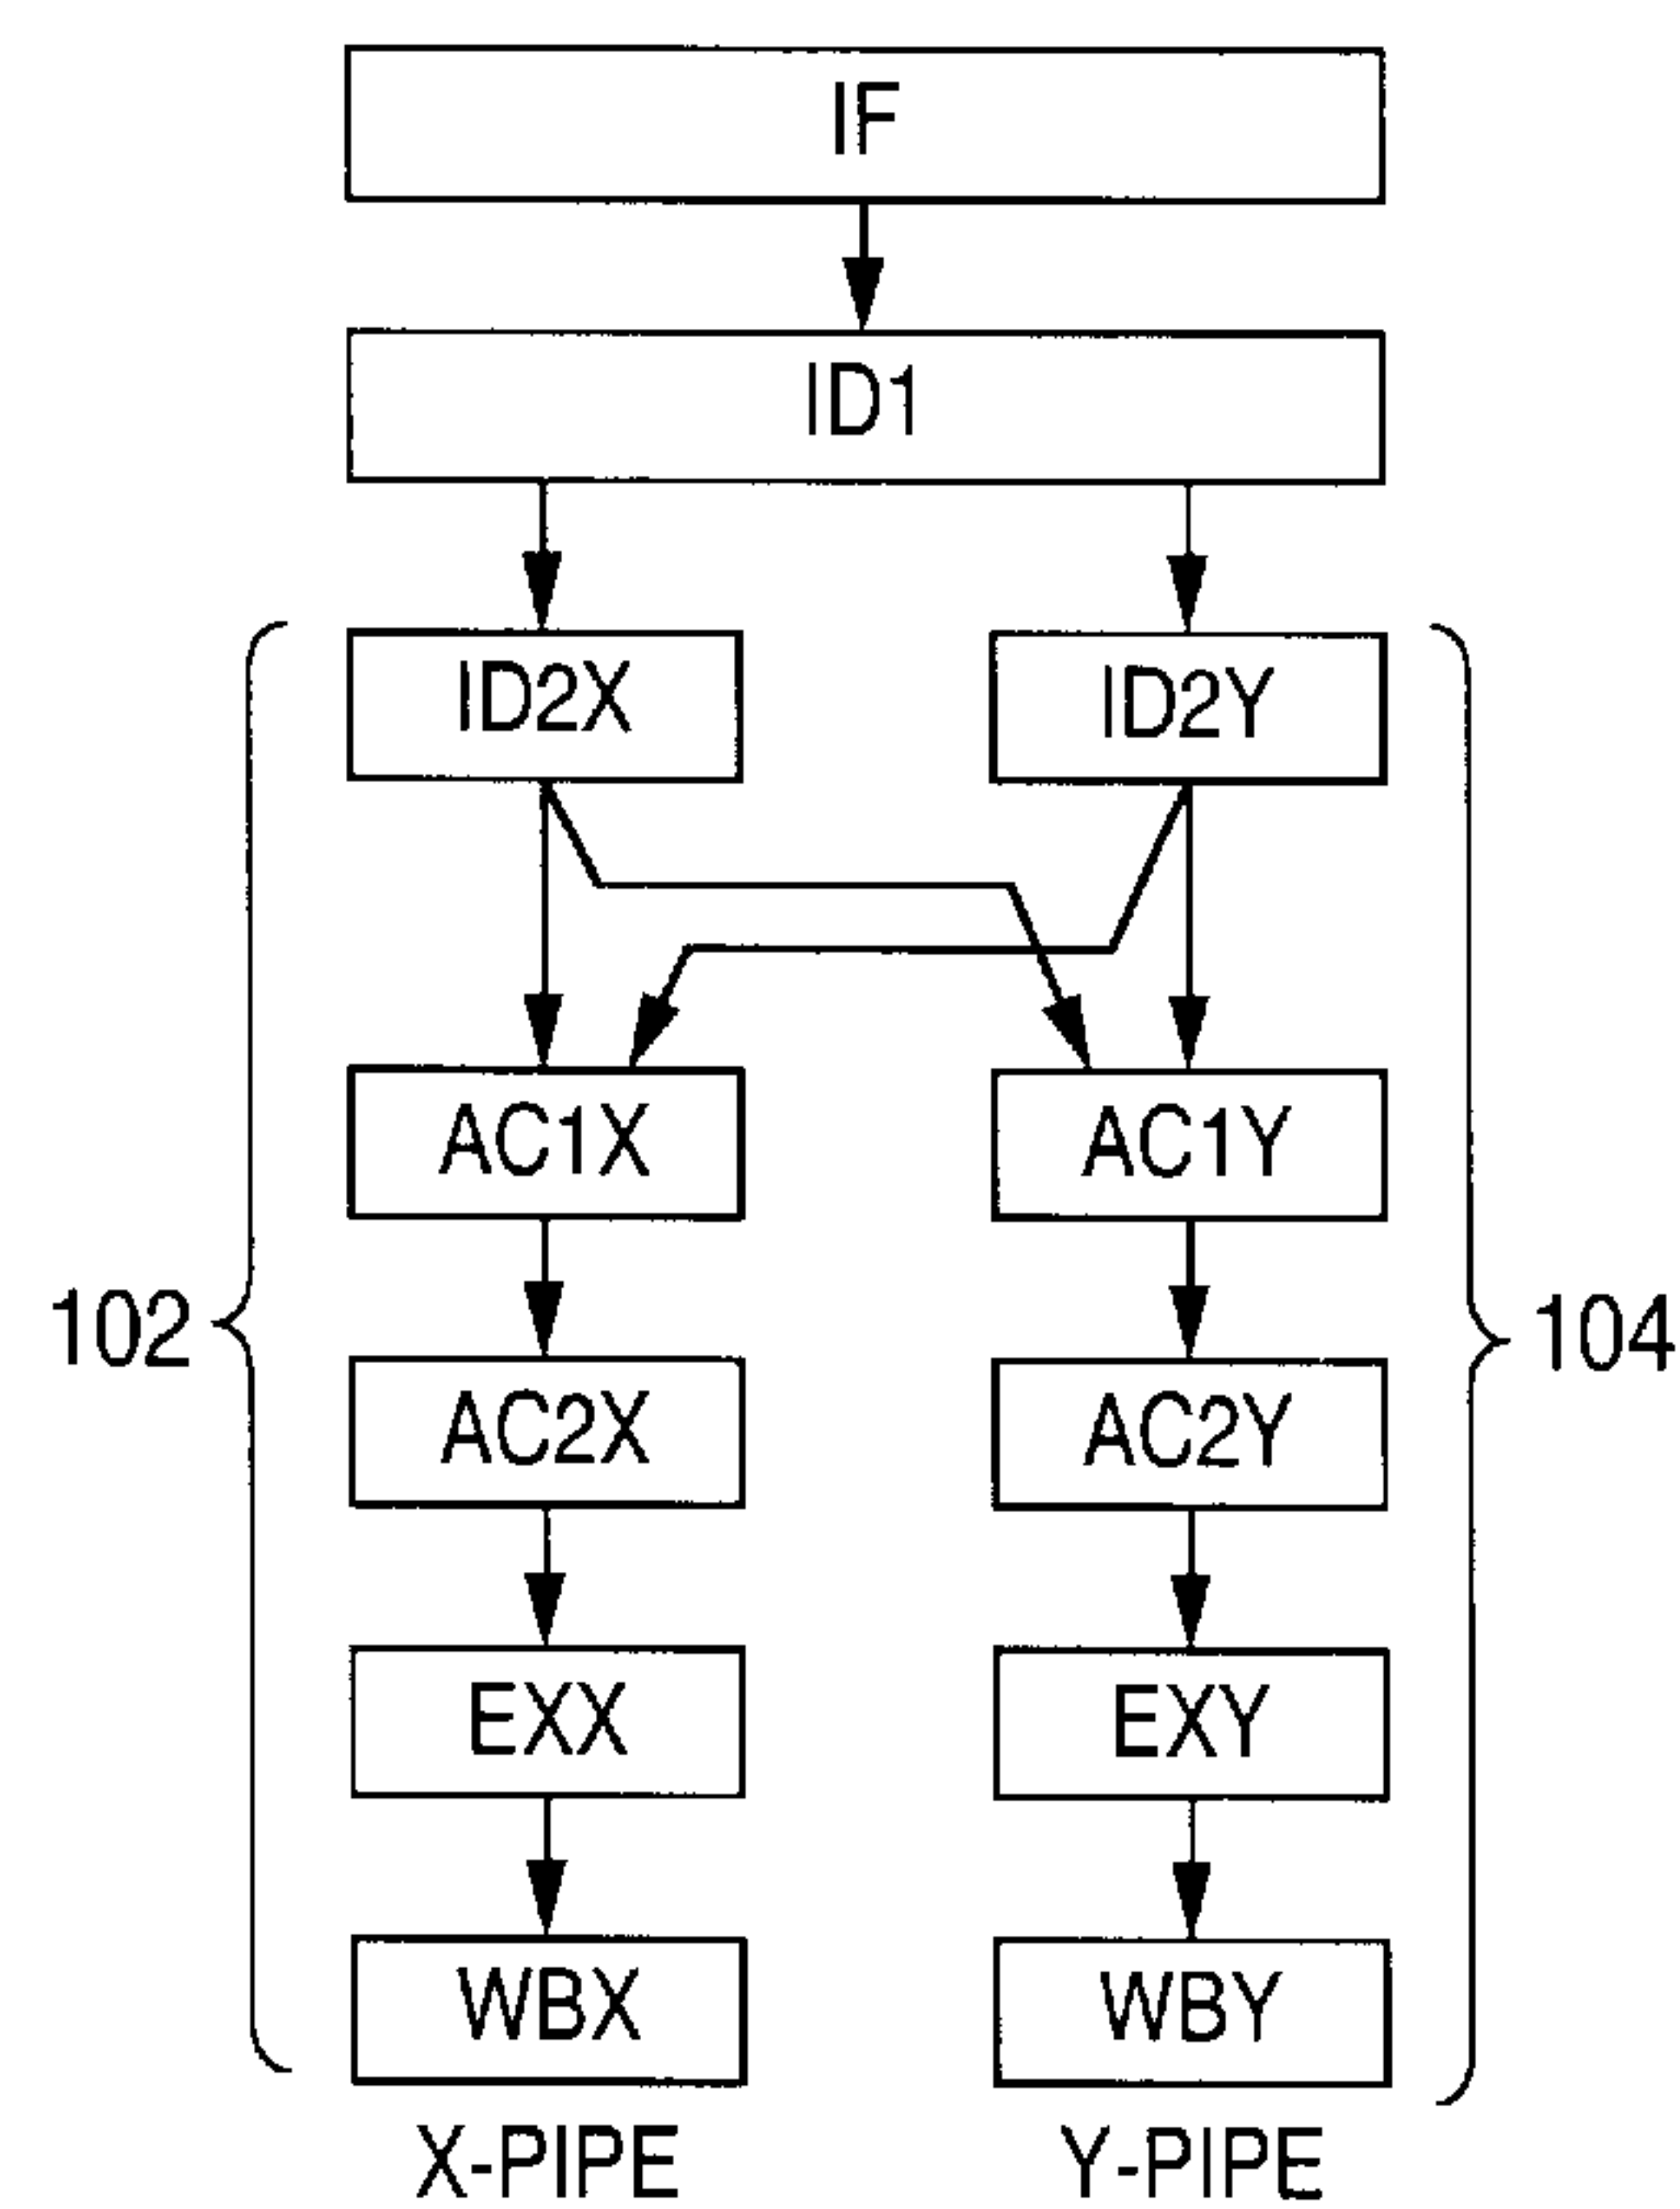 IF
ID1
ID2X
ID2Y
AC1X
AC1Y
102
104
AC2X
AC2Y
EXX
EXY
WBX
WBY
X-PIPE
Y-PIPE